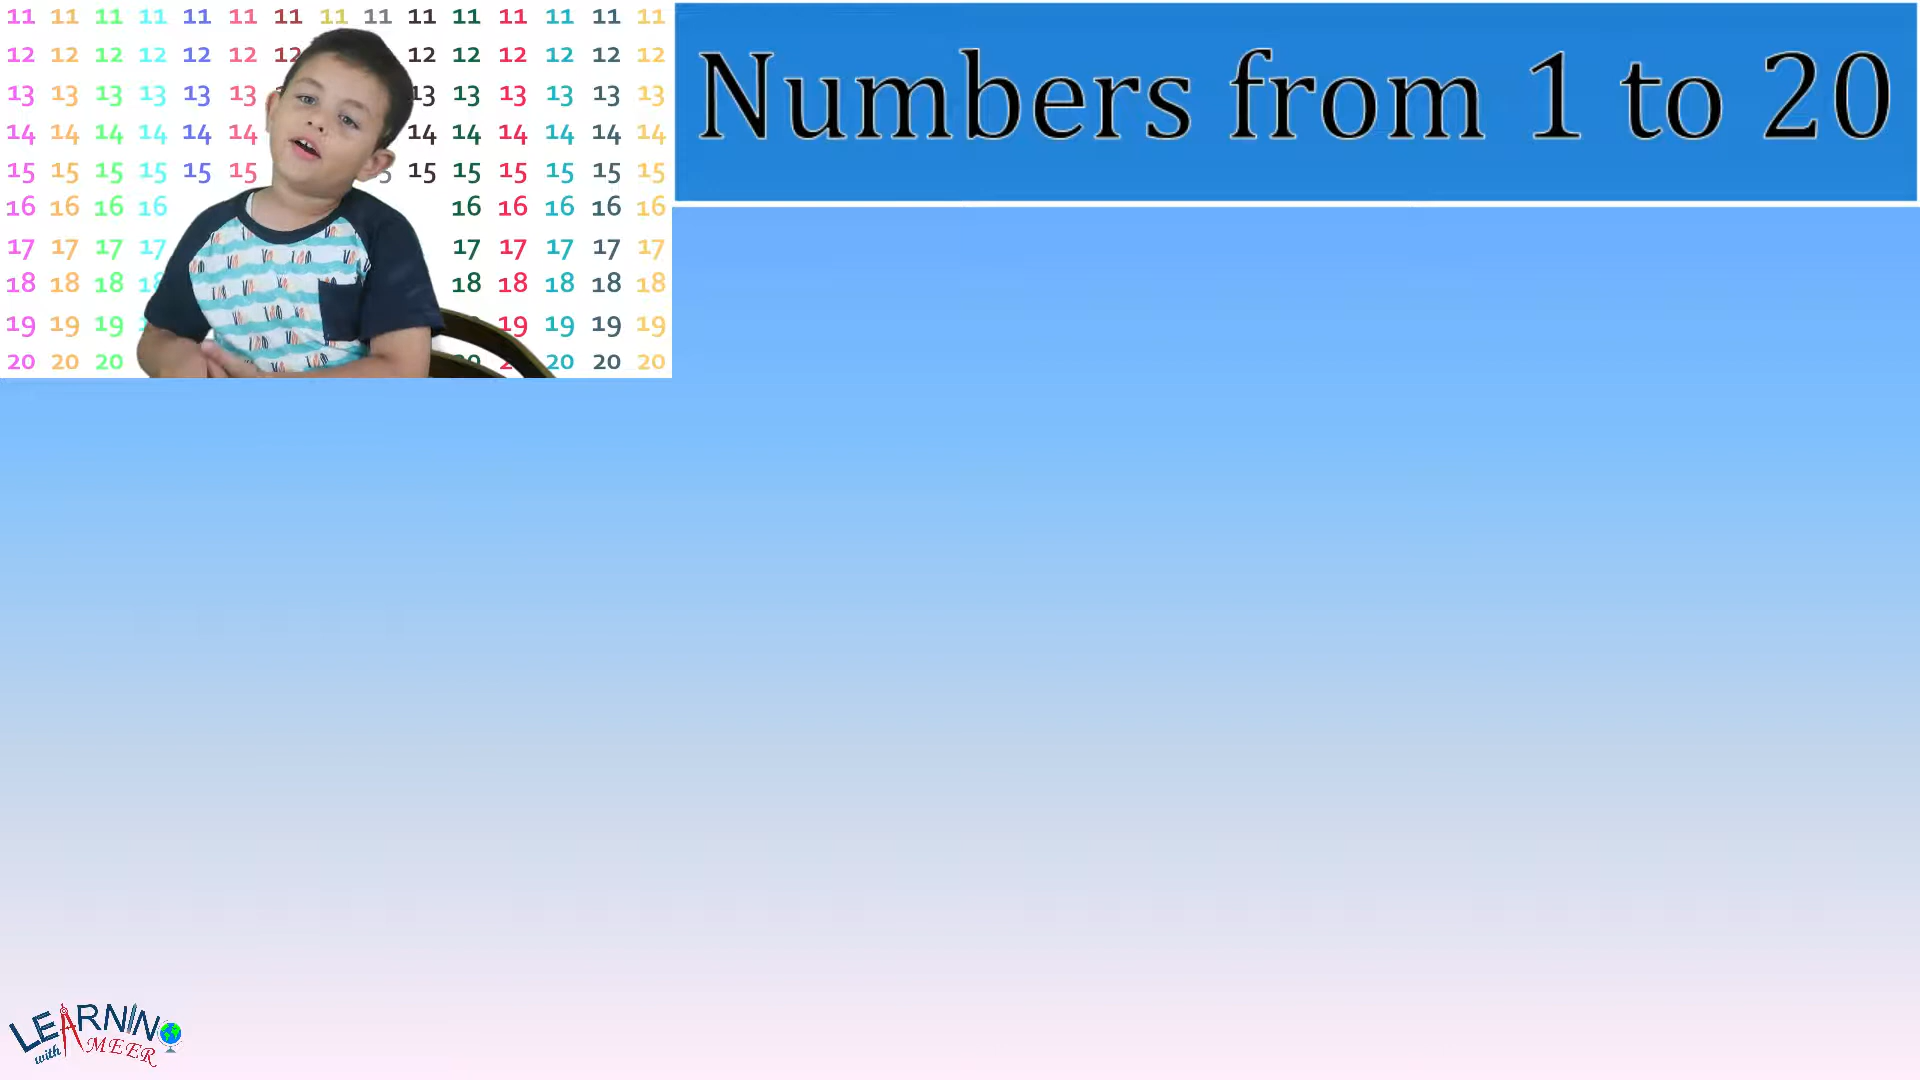 11 11 11 11 11 11 11 11 11 11 11 11 11 11 11
12 12 12 12 12 12 12 12 12 12 12 12 12
13 13 13 13 13 13 13 13 13 13 13 13
14 14 14 14 14 14 14 14 14 14 14 14
15 15 15 15 15 15 15 15 15 15 15 15
16 16 16 16 16 16 16 16 16
17 17 17 17 17 17 17 17 17
18 18 18 18 18 18 18 18
19 19 19 19 19 19 19
20 20 20 20 20 20
Numbers from 1 to 20
LEARNING
with AMEER